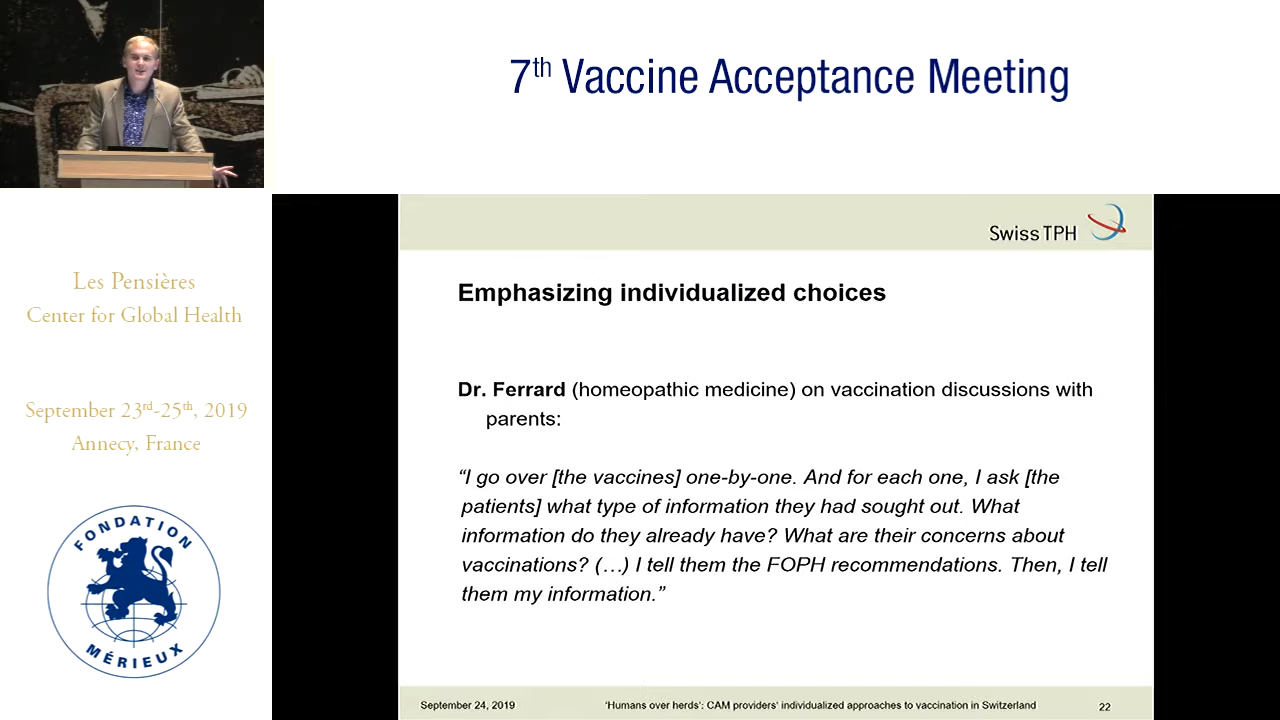 7th Vaccine Acceptance Meeting
Les Pensières
Center for Global Health
September 23rd-25th, 2019
Annecy, France
FONDATION
MÉRIEUX
Swiss TPH
Emphasizing individualized choices
Dr. Ferrard (homeopathic medicine) on vaccination discussions with
parents:
“I go over [the vaccines] one-by-one. And for each one, I ask [the
patients] what type of information they had sought out. What
information do they already have? What are their concerns about
vaccinations? (…) I tell them the FOPH recommendations. Then, I tell
them my information.”
September 24, 2019
‘Humans over herds’: CAM providers’ individualized approaches to vaccination in Switzerland
22